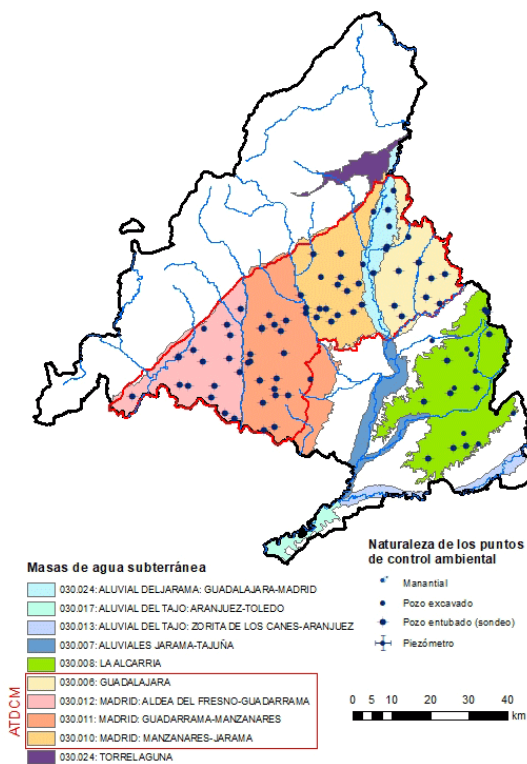 Masas de agua subterránea
030.024: ALUVIAL DELJARAMA: GUADALAJARA-MADRID
030.017: ALUVIAL DEL TAJO: ARANJUEZ-TOLEDO
030.013: ALUVIAL DEL TAJO: ZORITA DE LOS CANES-ARANJUEZ
030.007: ALUVIALES JARAMA-TAJUÑA
030.008: LA ALCARRIA
ATDCM
030.006: GUADALAJARA
030.012: MADRID: ALDEA DEL FRESNO-GUADARRAMA
030.011: MADRID: GUADARRAMA-MANZANARES
030.010: MADRID: MANZANARES-JARAMA
030.024: TORRELAGUNA
Naturaleza de los puntos
de control ambiental
Manantial
Pozo excavado
Pozo entubado (sondeo)
Piezómetro
0 5 10 20 30 40
km